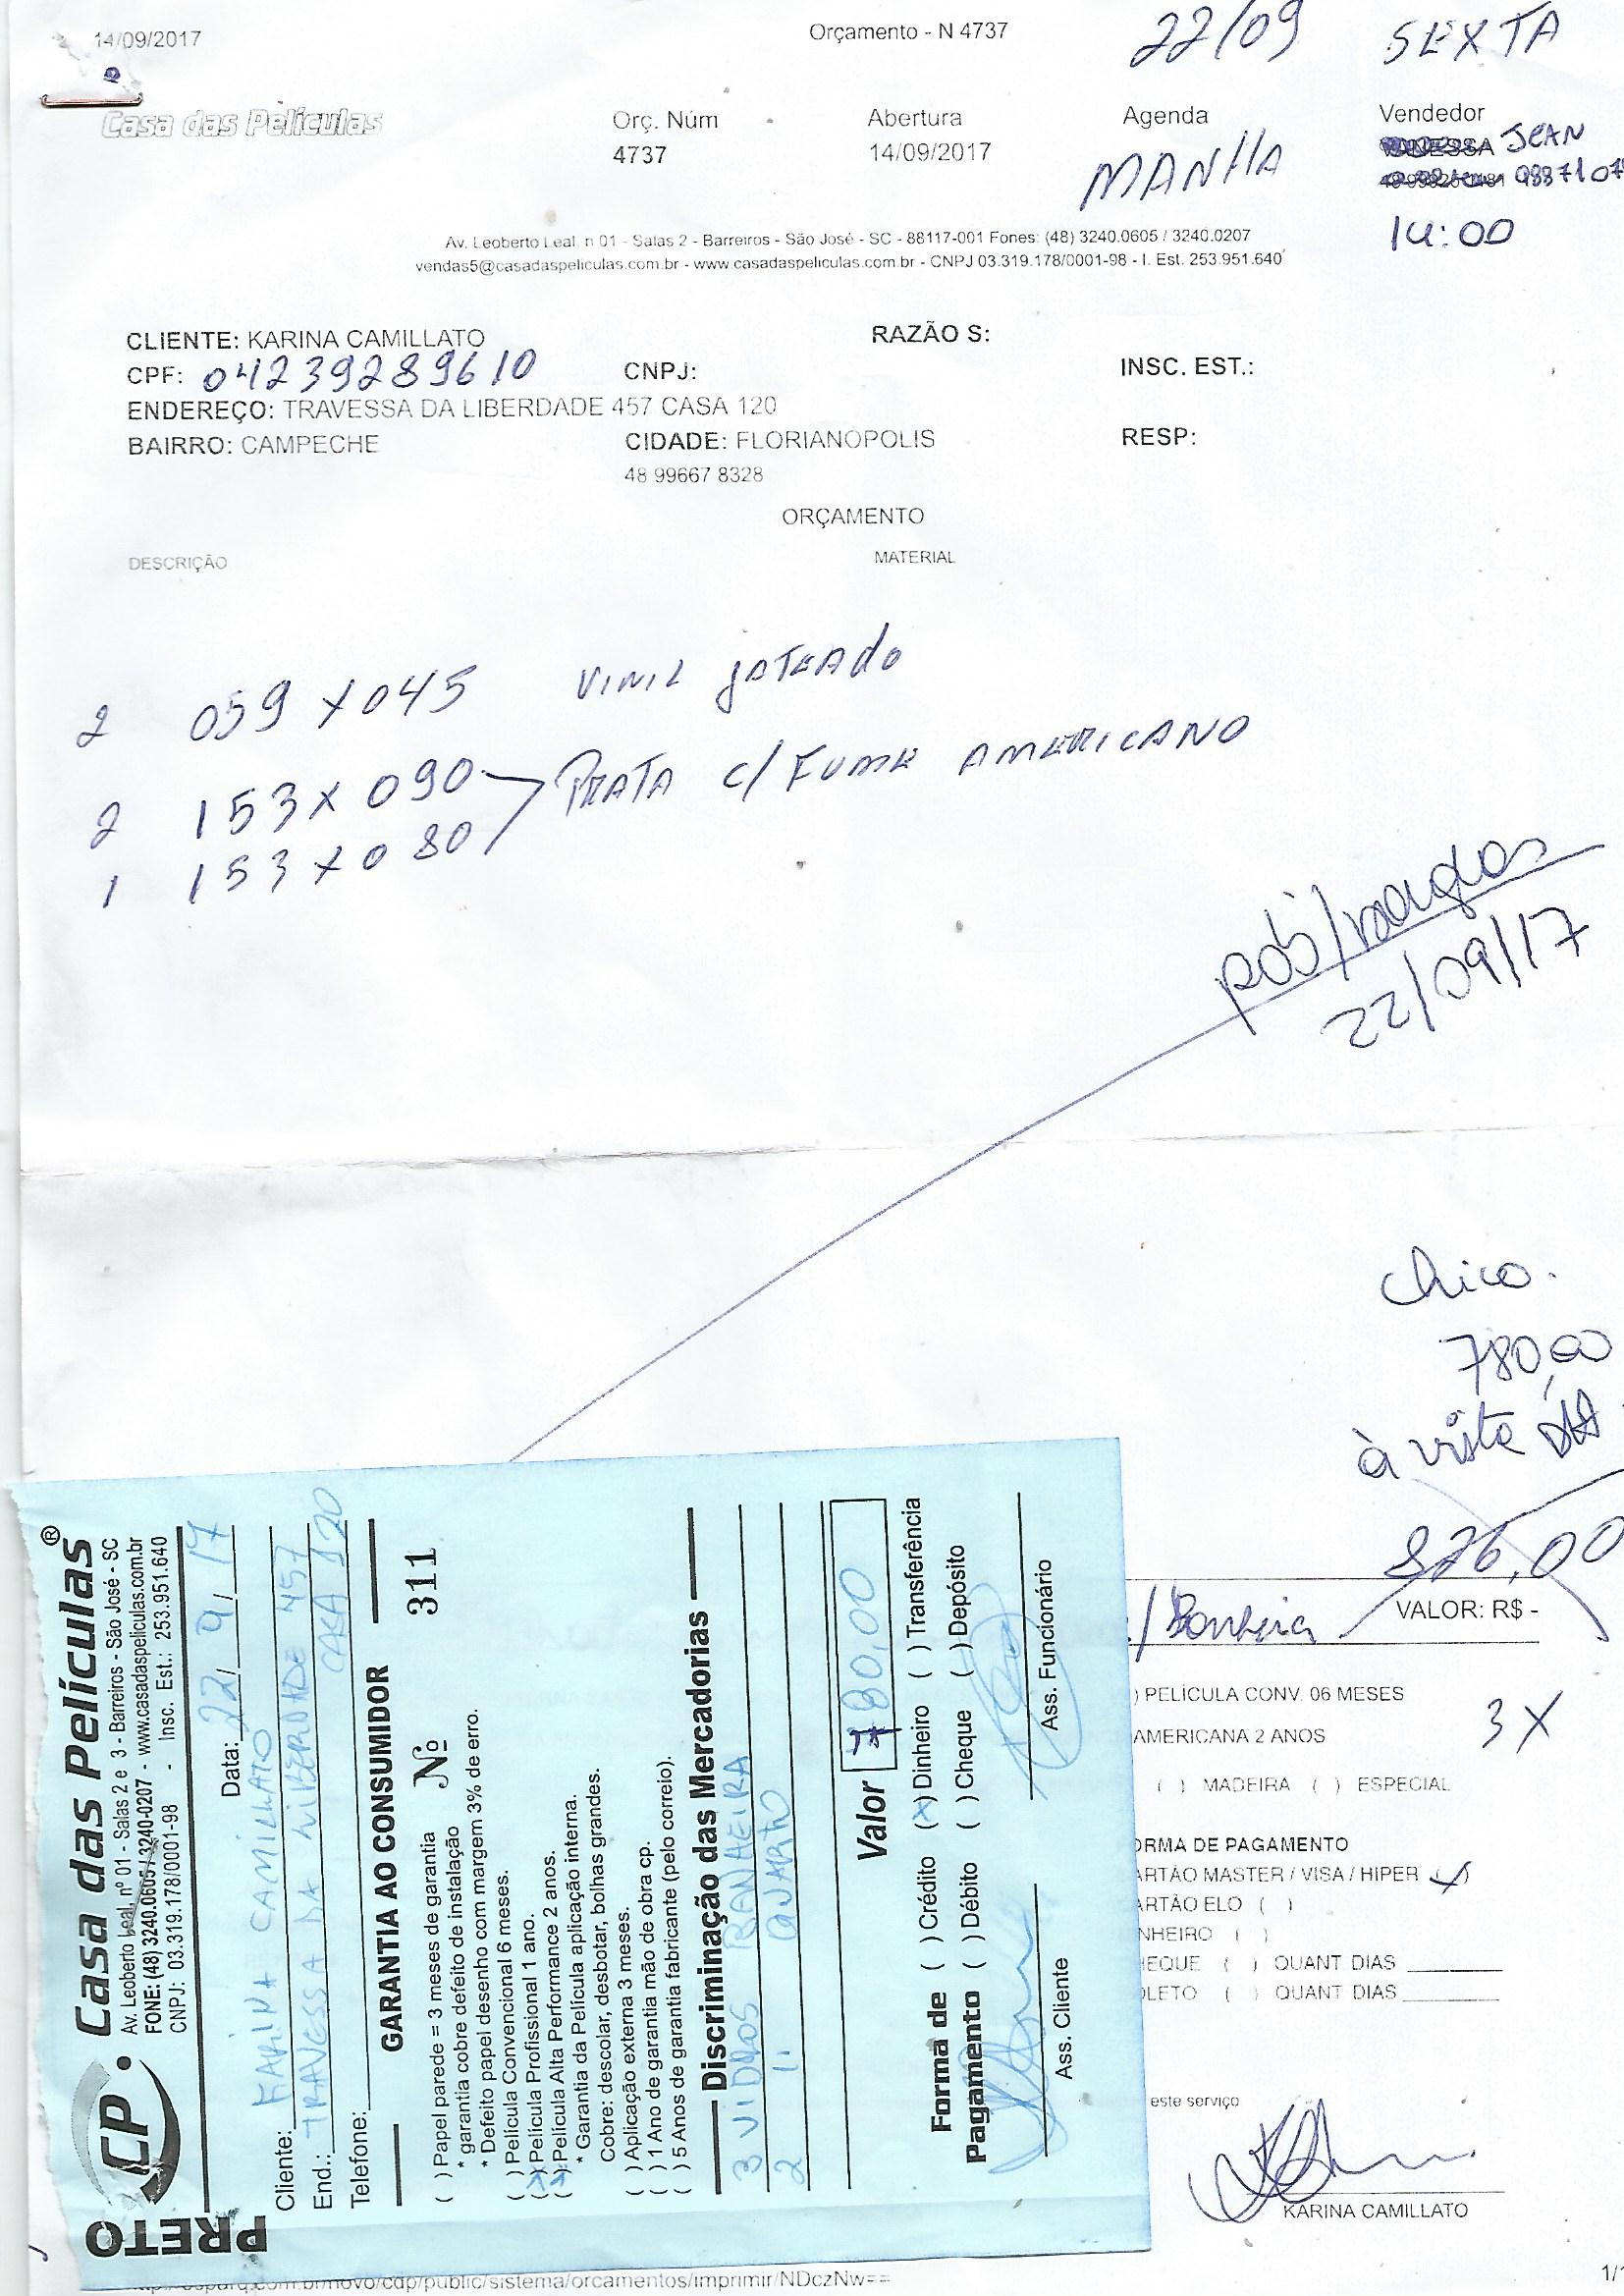 14/09/2017
Orçamento - N 4737
22/09 SEXTA
Casa das Películas
Orç. Núm
4737
Abertura
14/09/2017
Agenda
MANHA
Vendedor
VANESSA JEAN
14:00
Av. Leoberto Leal, n 01 - Salas 2 - Barreiros - São José - SC - 88117-001 Fones: (48) 3240.0605 / 3240.0207
vendas5@casadaspeliculas.com.br - www.casadaspeliculas.com.br - CNPJ 03.319.178/0001-98 - I. Est. 253.951.640
CLIENTE: KARINA CAMILLATO
RAZÃO S:
CPF: 04239289610
CNPJ:
INSC. EST.:
ENDEREÇO: TRAVESSA DA LIBERDADE 457 CASA 120
BAIRRO: CAMPECHE
CIDADE: FLORIANÓPOLIS
RESP:
48 99667 8328
ORÇAMENTO
DESCRIÇÃO
MATERIAL
2 059 x 045 VINIL JATEADO
2 153 x 090 PRATA C/ FUME AMERICANO
1 153 x 080
22/09/17
Chico.
780,00
à vista
826,00
VALOR: R$ -
) PELÍCULA CONV. 06 MESES
AMERICANA 2 ANOS
3X
( ) MADEIRA ( ) ESPECIAL
ORMA DE PAGAMENTO
ARTÃO MASTER / VISA / HIPER (x)
ARTÃO ELO ( )
NHEIRO ( )
HEQUE ( ) QUANT DIAS
OLETO ( ) QUANT DIAS
este serviço
KARINA CAMILLATO
CP. Casa das Películas®
Av. Leoberto Leal, nº 01 - Salas 2 e 3 - Barreiros - São José - SC
FONE: (48) 3240.0605 / 3240-0207 - www.casadaspeliculas.com.br
CNPJ: 03.319.178/0001-98 - Insc. Est.: 253.951.640
PRETO
Data: 22/9/17
Cliente: KARINA CAMILLATO
End.: TRAVESSA DA LIBERDADE 457
Telefone: CASA 120
GARANTIA AO CONSUMIDOR
Nº 311
( ) Papel parede = 3 meses de garantia
* garantia cobre defeito de instalação
* Defeito papel desenho com margem 3% de erro.
( ) Película Convencional 6 meses.
(x) Película Profissional 1 ano.
(x) Película Alta Performance 2 anos.
* Garantia da Película aplicação interna.
Cobre: descolar, desbotar, bolhas grandes.
( ) Aplicação externa 3 meses.
( ) 1 Ano de garantia mão de obra cp.
( ) 5 Anos de garantia fabricante (pelo correio).
Discriminação das Mercadorias
3 VIDROS BANHEIRA
2 " QUARTO
Valor 780,00
Forma de Pagamento
( ) Crédito (x) Dinheiro ( ) Transferência
( ) Débito ( ) Cheque ( ) Depósito
Ass. Cliente
Ass. Funcionário